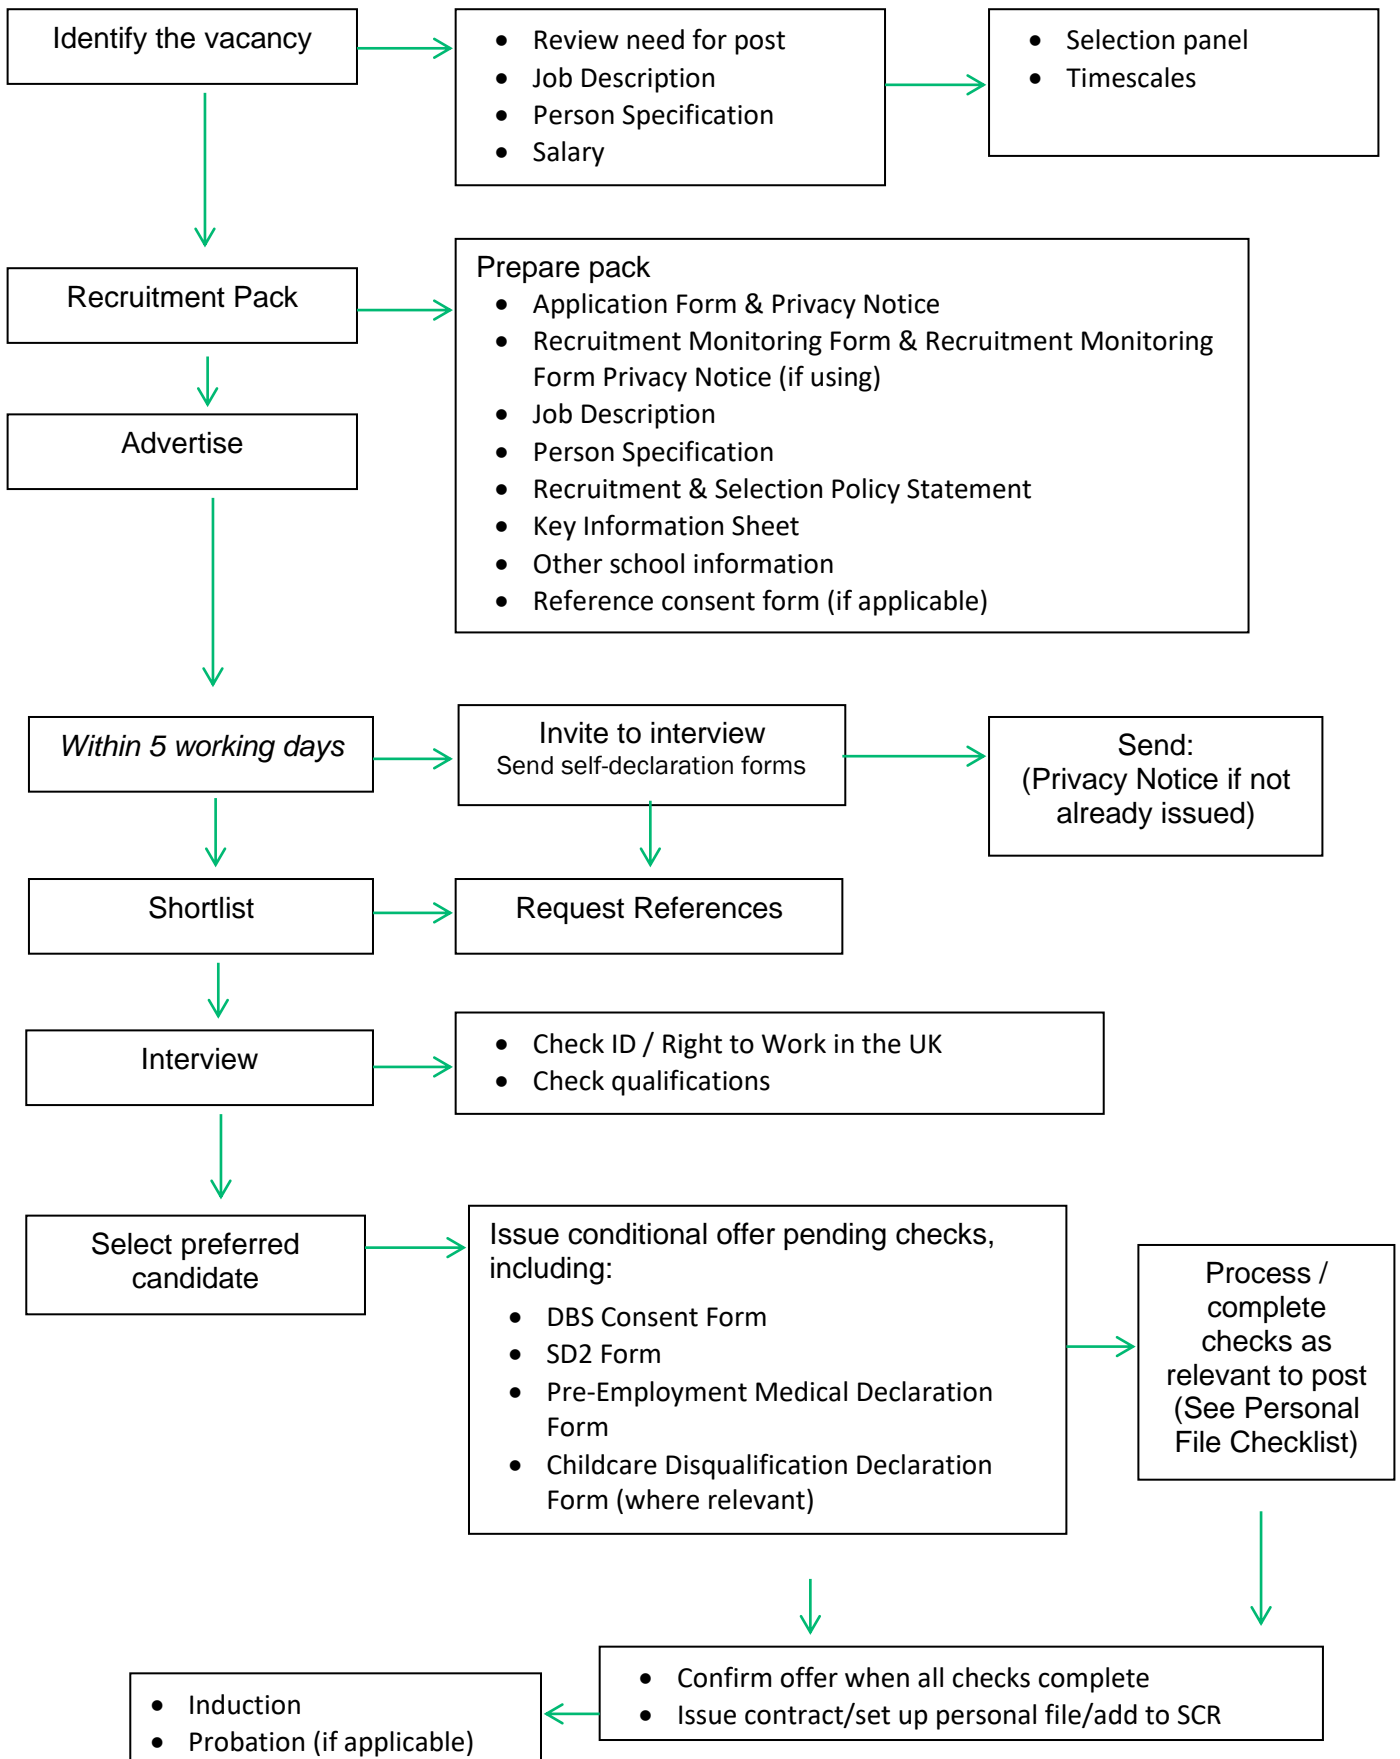 Identify the vacancy
• Review need for post
• Job Description
• Person Specification
• Salary
• Selection panel
• Timescales
Recruitment Pack
Prepare pack
• Application Form & Privacy Notice
• Recruitment Monitoring Form & Recruitment Monitoring
Form Privacy Notice (if using)
• Job Description
• Person Specification
• Recruitment & Selection Policy Statement
• Key Information Sheet
• Other school information
• Reference consent form (if applicable)
Advertise
Within 5 working days
Invite to interview
Send self-declaration forms
Send:
(Privacy Notice if not
already issued)
Shortlist
Request References
Interview
• Check ID / Right to Work in the UK
• Check qualifications
Select preferred
candidate
Issue conditional offer pending checks,
including:
• DBS Consent Form
• SD2 Form
• Pre-Employment Medical Declaration
Form
• Childcare Disqualification Declaration
Form (where relevant)
Process /
complete
checks as
relevant to post
(See Personal
File Checklist)
• Confirm offer when all checks complete
• Issue contract/set up personal file/add to SCR
• Induction
• Probation (if applicable)